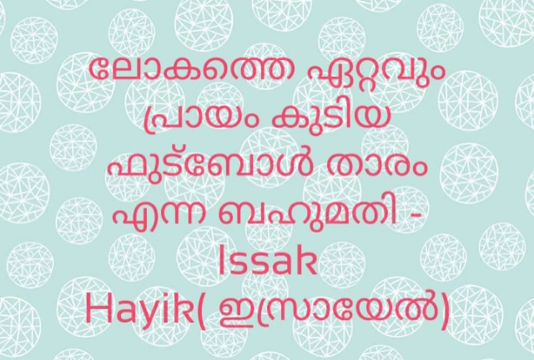 ലോകത്തെ ഏറ്റവും
പ്രായം കുടിയ
ഫുട്ബോൾ താരം
എന്ന ബഹുമതി -
Issak
Hayik( ഇസ്രായേൽ)